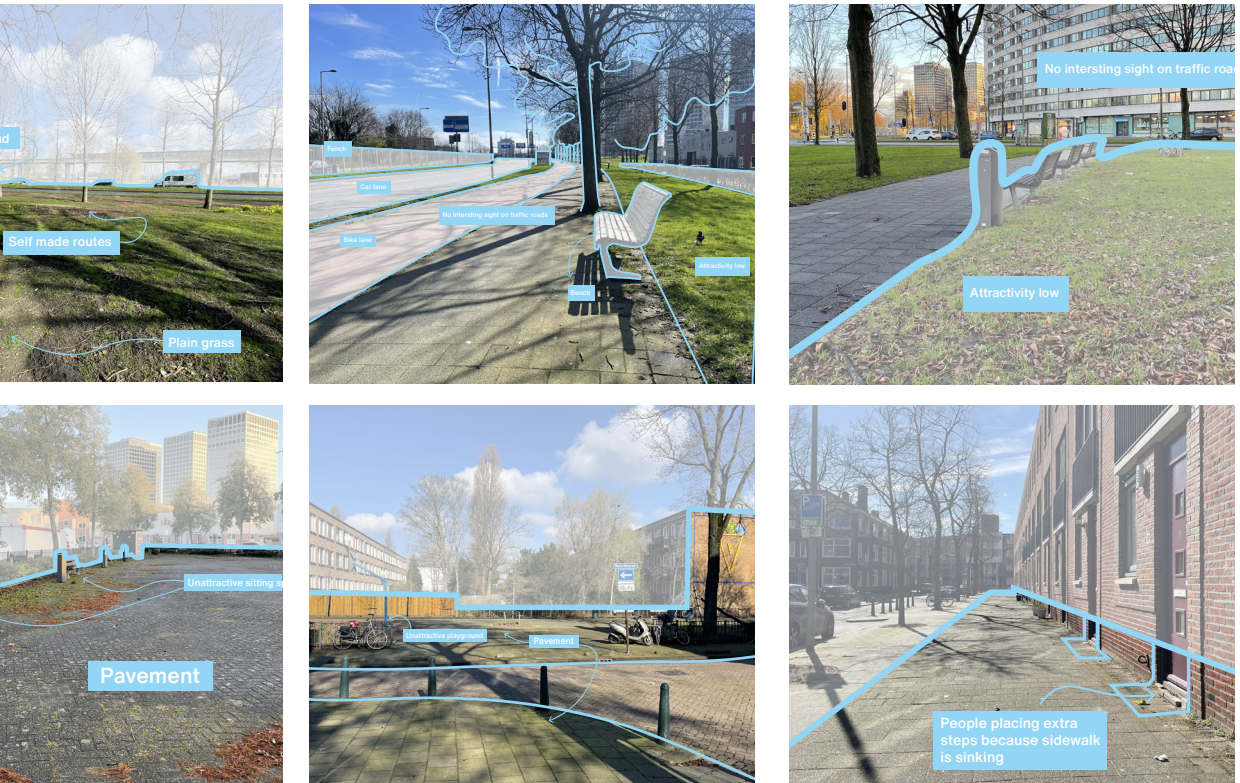 nd
Self made routes
Plain grass
Fench
Car lane
No intersting sight on traffic roads
Bike lane
Bench
Attractivity low
No intersting sight on traffic road
Attractivity low
Unattractive sitting s
Pavement
Unattractive playground
Pavement
People placing extra
steps because sidewalk
is sinking